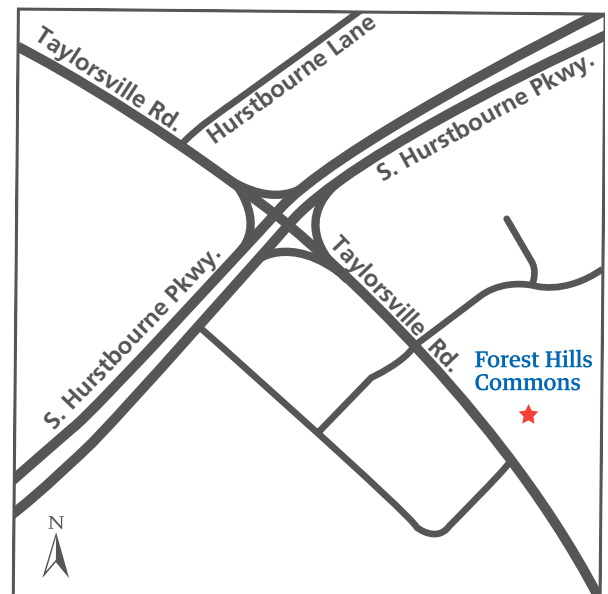 Taylorsville Rd.
Hurstbourne Lane
S. Hurstbourne Pkwy.
S. Hurstbourne Pkwy.
Taylorsville Rd.
Forest Hills
Commons
N